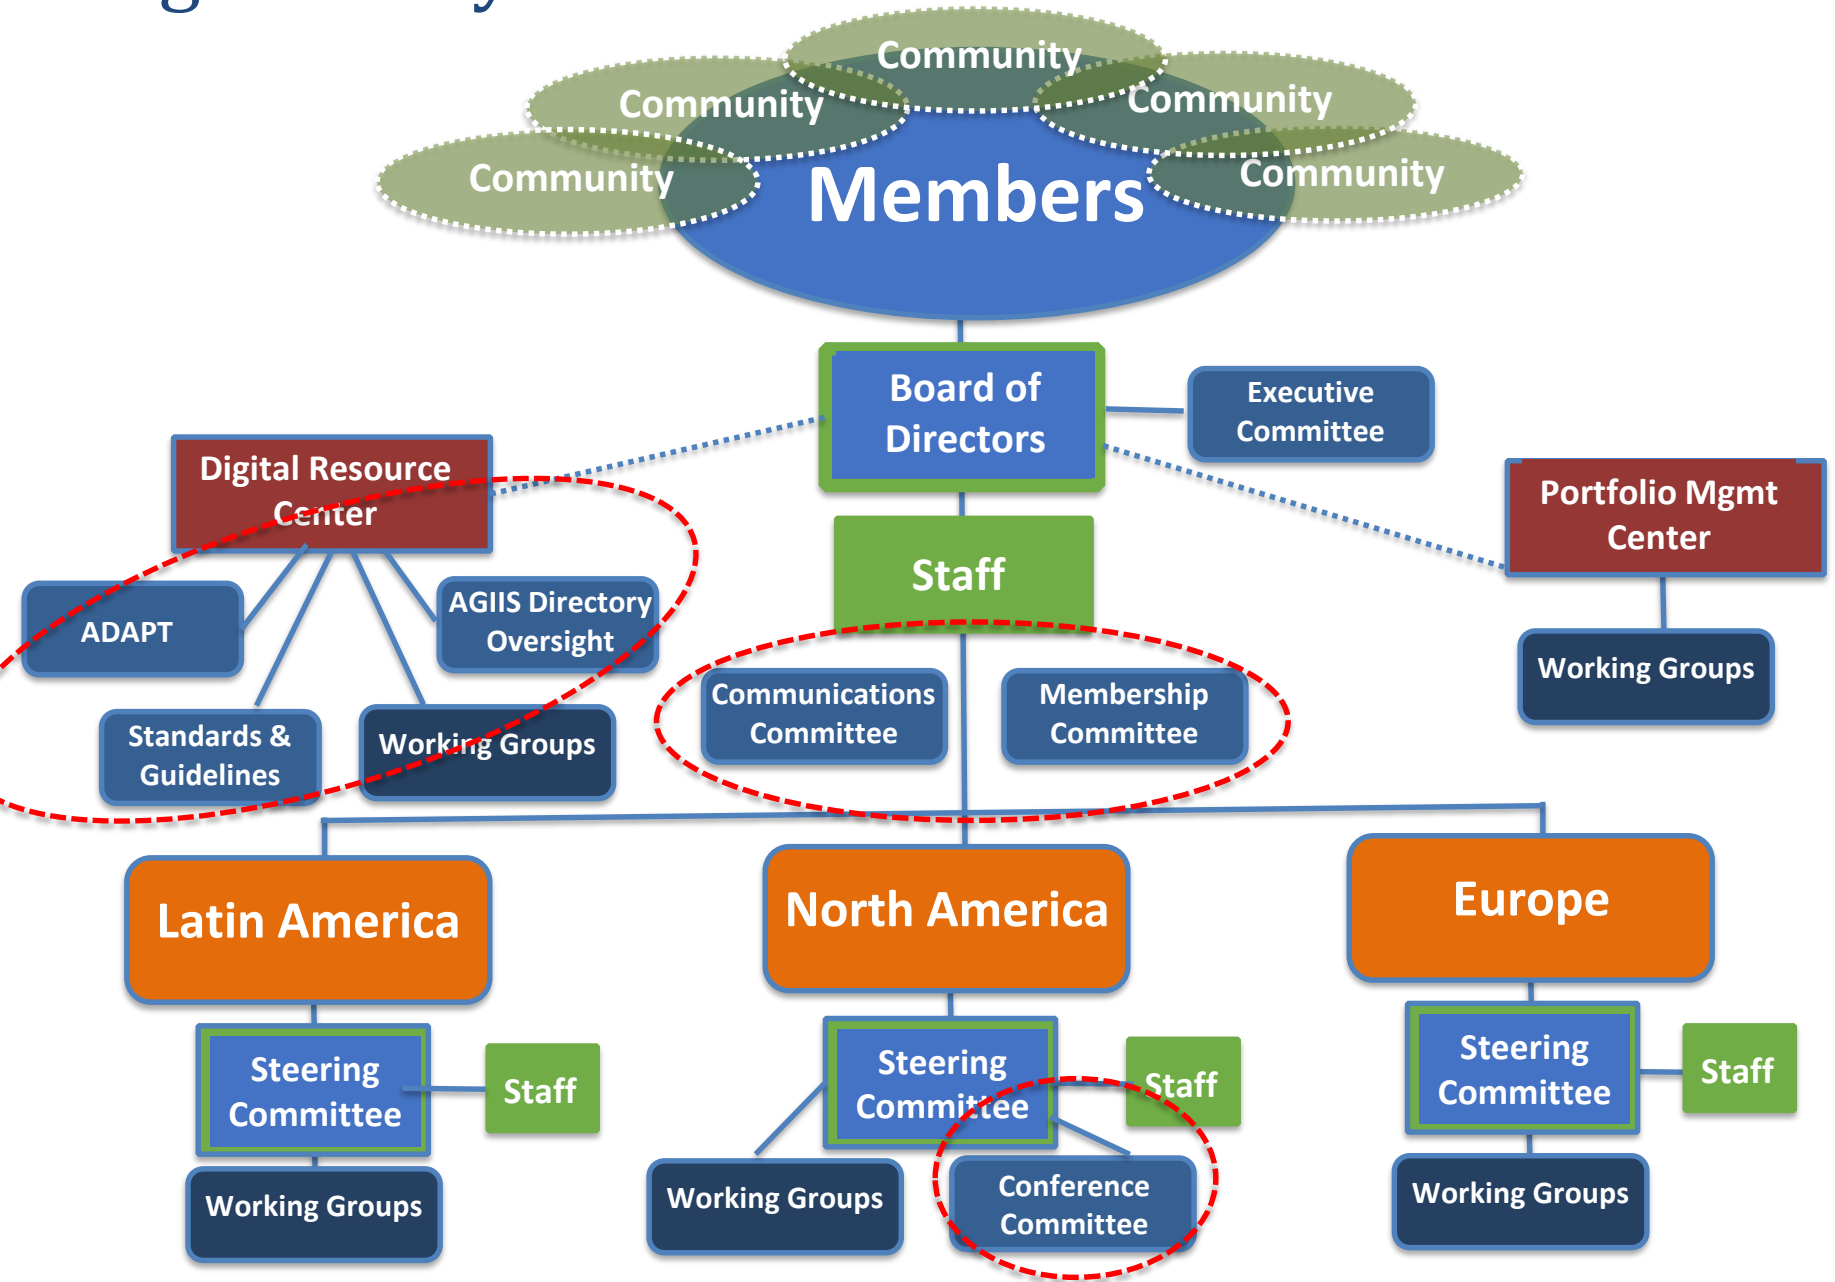 Community
Community
Community
Community
Community
Members
Board of
Directors
Executive
Committee
Digital Resource
Center
Portfolio Mgmt
Center
Staff
ADAPT
AGIIS Directory
Oversight
Standards &
Guidelines
Working Groups
Communications
Committee
Membership
Committee
Working Groups
Latin America
North America
Europe
Steering
Committee
Staff
Working Groups
Steering
Committee
Staff
Working Groups
Conference
Committee
Steering
Committee
Staff
Working Groups